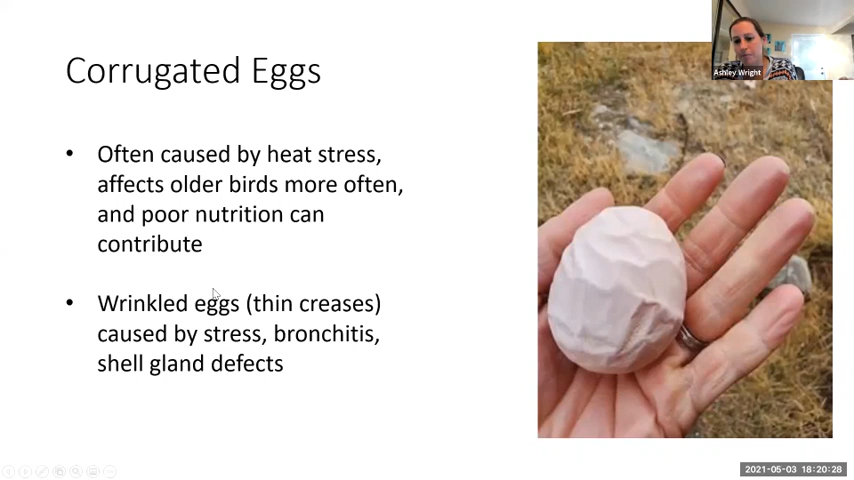 Ashley Wright
Corrugated Eggs
• Often caused by heat stress,
affects older birds more often,
and poor nutrition can
contribute
• Wrinkled eggs (thin creases)
caused by stress, bronchitis,
shell gland defects
2021-05-03 18:20:28